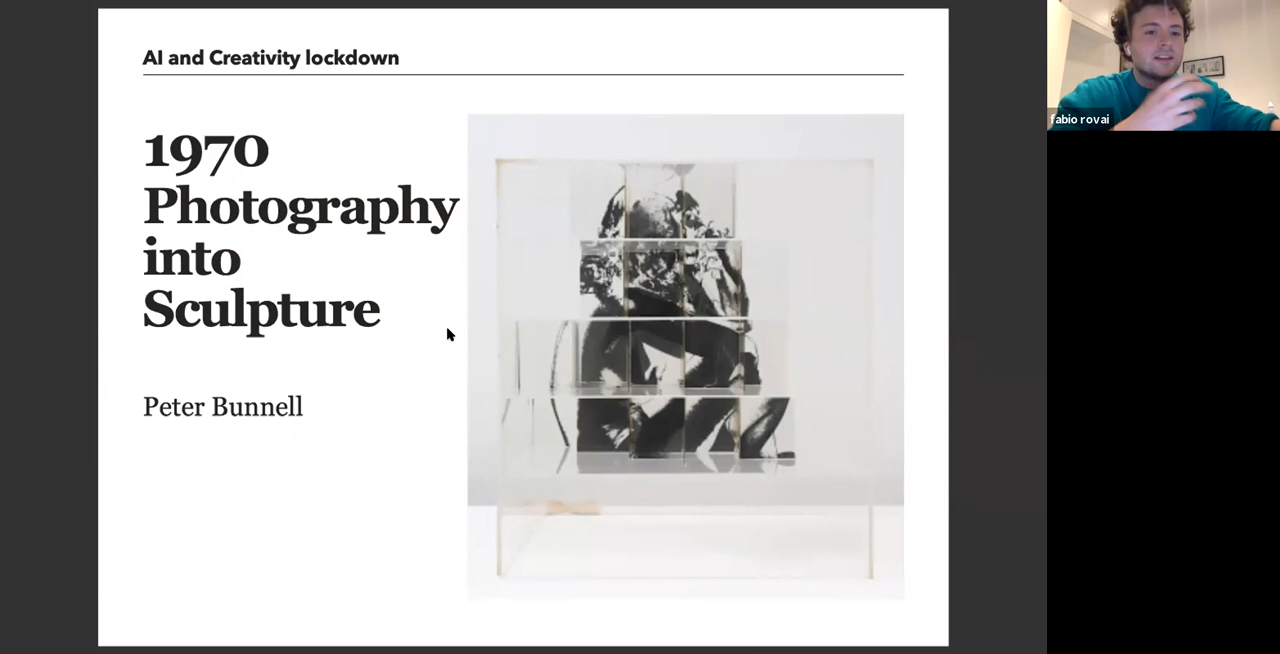 AI and Creativity lockdown
1970
Photography
into
Sculpture
Peter Bunnell
fabio rovai